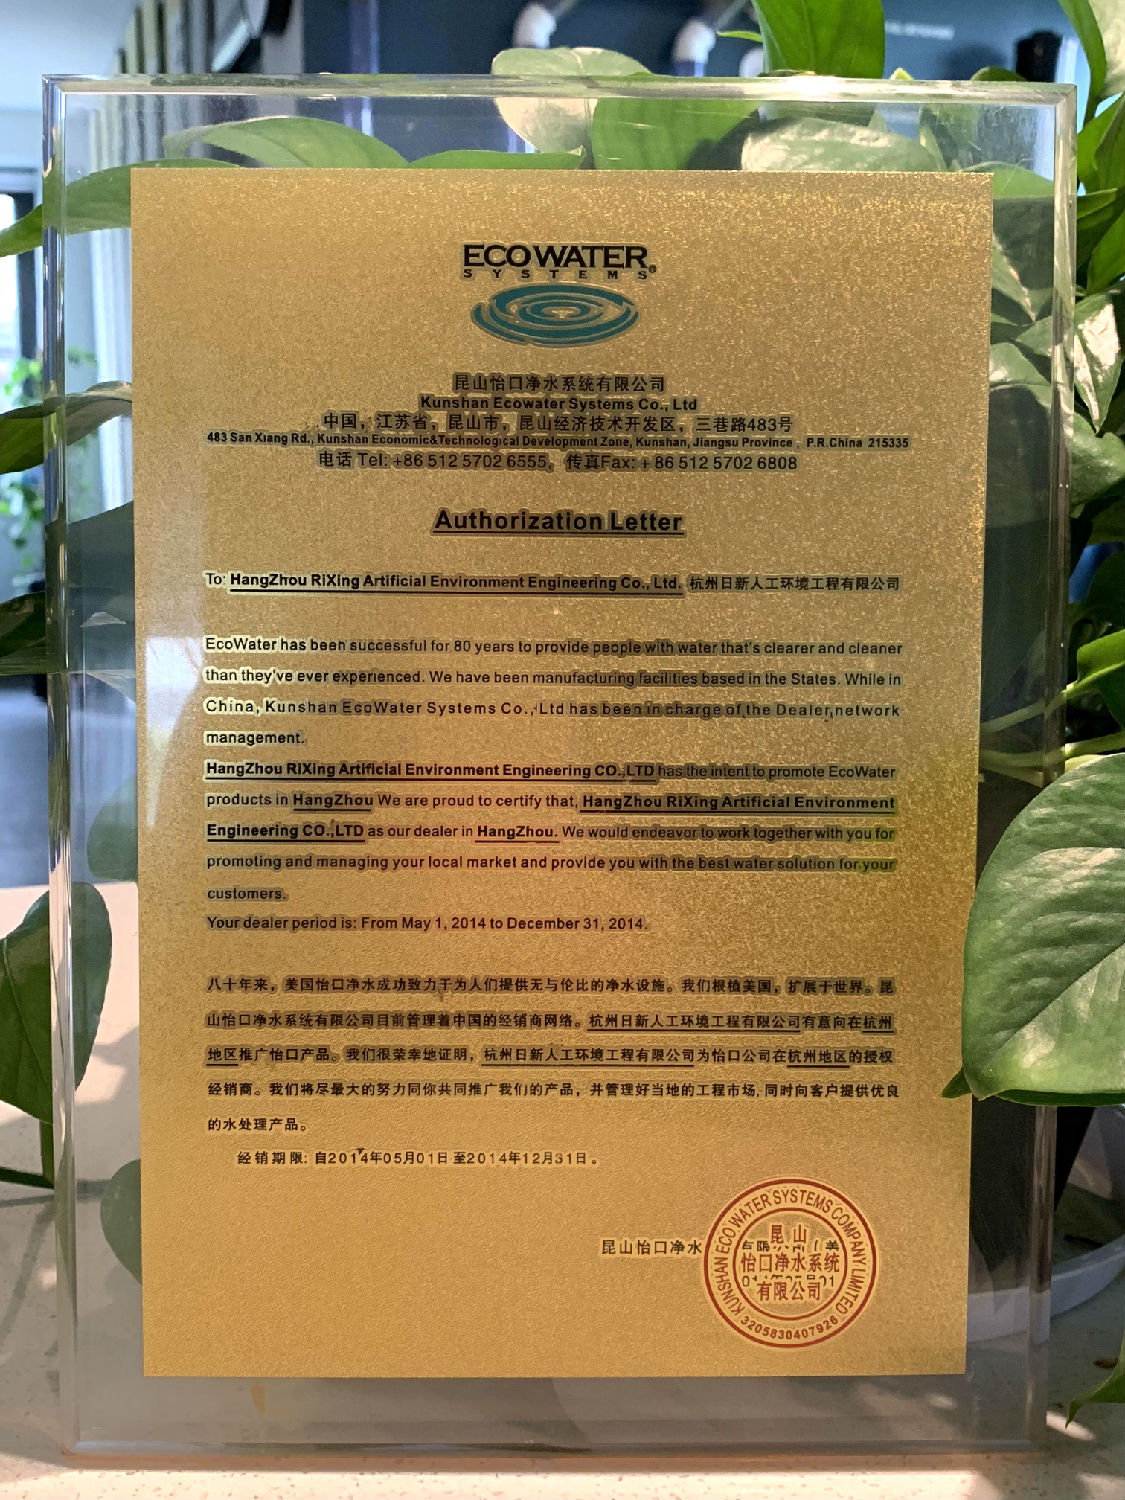 ECOWATER
SYSTEMS®
昆山怡口净水系统有限公司
Kunshan Ecowater Systems Co., Ltd
中国，江苏省，昆山市，昆山经济技术开发区，三巷路483号
483 San Xiang Rd., Kunshan Economic&Technological Development Zone, Kunshan, Jiangsu Province , P.R.China 215335
电话 Tel: +86 512 5702 6555, 传真Fax: + 86 512 5702 6808
Authorization Letter
To: HangZhou RiXing Artificial Environment Engineering Co., Ltd. 杭州日新人工环境工程有限公司
EcoWater has been successful for 80 years to provide people with water that's clearer and cleaner
than they've ever experienced. We have been manufacturing facilities based in the States. While in
China, Kunshan EcoWater Systems Co., Ltd has been in charge of the Dealer network
management.
HangZhou RiXing Artificial Environment Engineering CO.,LTD has the intent to promote EcoWater
products in HangZhou We are proud to certify that, HangZhou RiXing Artificial Environment
Engineering CO.,LTD as our dealer in HangZhou. We would endeavor to work together with you for
promoting and managing your local market and provide you with the best water solution for your
customers.
Your dealer period is: From May 1, 2014 to December 31, 2014.
八十年来，美国怡口净水成功致力于为人们提供无与伦比的净水设施。我们根植美国，扩展于世界。昆
山怡口净水系统有限公司目前管理着中国的经销商网络。杭州日新人工环境工程有限公司有意向在杭州
地区推广怡口产品。我们很荣幸地证明，杭州日新人工环境工程有限公司为怡口公司在杭州地区的授权
经销商。我们将尽最大的努力同你共同推广我们的产品，并管理好当地的工程市场,同时向客户提供优良
的水处理产品。
经销期限: 自2014年05月01日至2014年12月31日。
昆山怡口净水
KUNSHAN ECO WATER SYSTEMS COMPANY LIMITED
昆山
怡口净水系统
有限公司
3205830407926